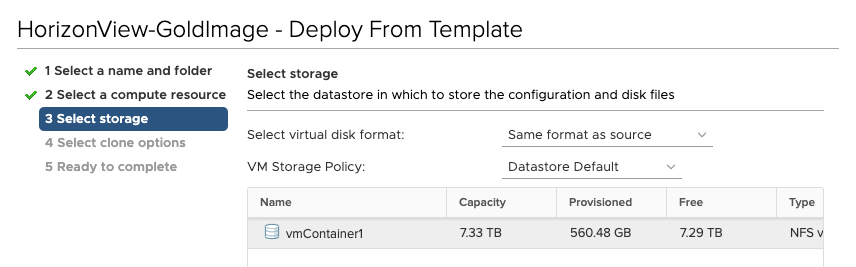 HorizonView-GoldImage - Deploy From Template
1 Select a name and folder
2 Select a compute resource
3 Select storage
4 Select clone options
5 Ready to complete
Select storage
Select the datastore in which to store the configuration and disk files
Select virtual disk format: Same format as source
VM Storage Policy: Datastore Default
Name Capacity Provisioned Free Type
vmContainer1 7.33 TB 560.48 GB 7.29 TB NFS v